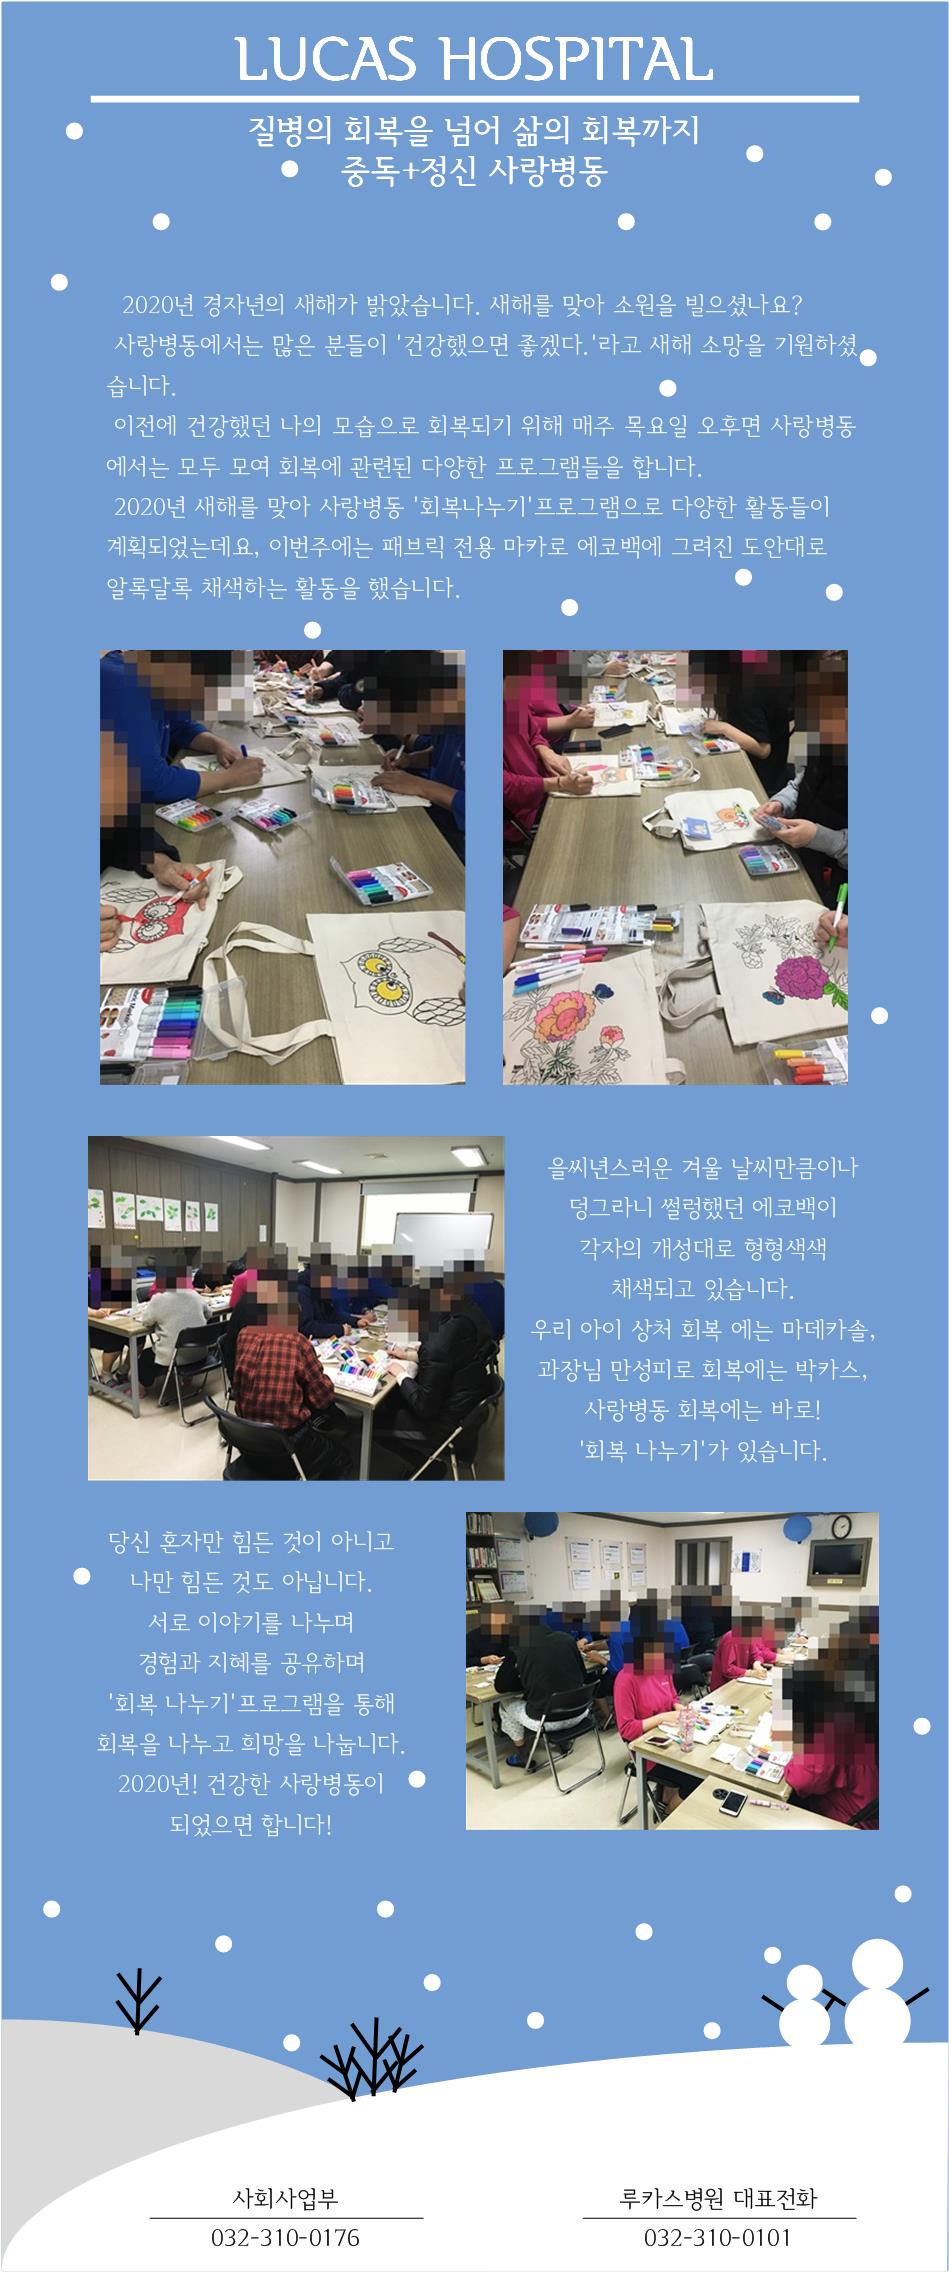 LUCAS HOSPITAL
질병의 회복을 넘어 삶의 회복까지
중독+정신 사랑병동
2020년 경자년의 새해가 밝았습니다. 새해를 맞아 소원을 빌으셨나요?
사랑병동에서는 많은 분들이 '건강했으면 좋겠다.'라고 새해 소망을 기원하셨
습니다.
이전에 건강했던 나의 모습으로 회복되기 위해 매주 목요일 오후면 사랑병동
에서는 모두 모여 회복에 관련된 다양한 프로그램들을 합니다.
2020년 새해를 맞아 사랑병동 '회복나누기'프로그램으로 다양한 활동들이
계획되었는데요, 이번주에는 패브릭 전용 마카로 에코백에 그려진 도안대로
알록달록 채색하는 활동을 했습니다.
을씨년스러운 겨울 날씨만큼이나
덩그라니 썰렁했던 에코백이
각자의 개성대로 형형색색
채색되고 있습니다.
우리 아이 상처 회복 에는 마데카솔,
과장님 만성피로 회복에는 박카스,
사랑병동 회복에는 바로!
'회복 나누기'가 있습니다.
당신 혼자만 힘든 것이 아니고
나만 힘든 것도 아닙니다.
서로 이야기를 나누며
경험과 지혜를 공유하며
'회복 나누기'프로그램을 통해
회복을 나누고 희망을 나눕니다.
2020년! 건강한 사랑병동이
되었으면 합니다!
사회사업부
032-310-0176
루카스병원 대표전화
032-310-0101